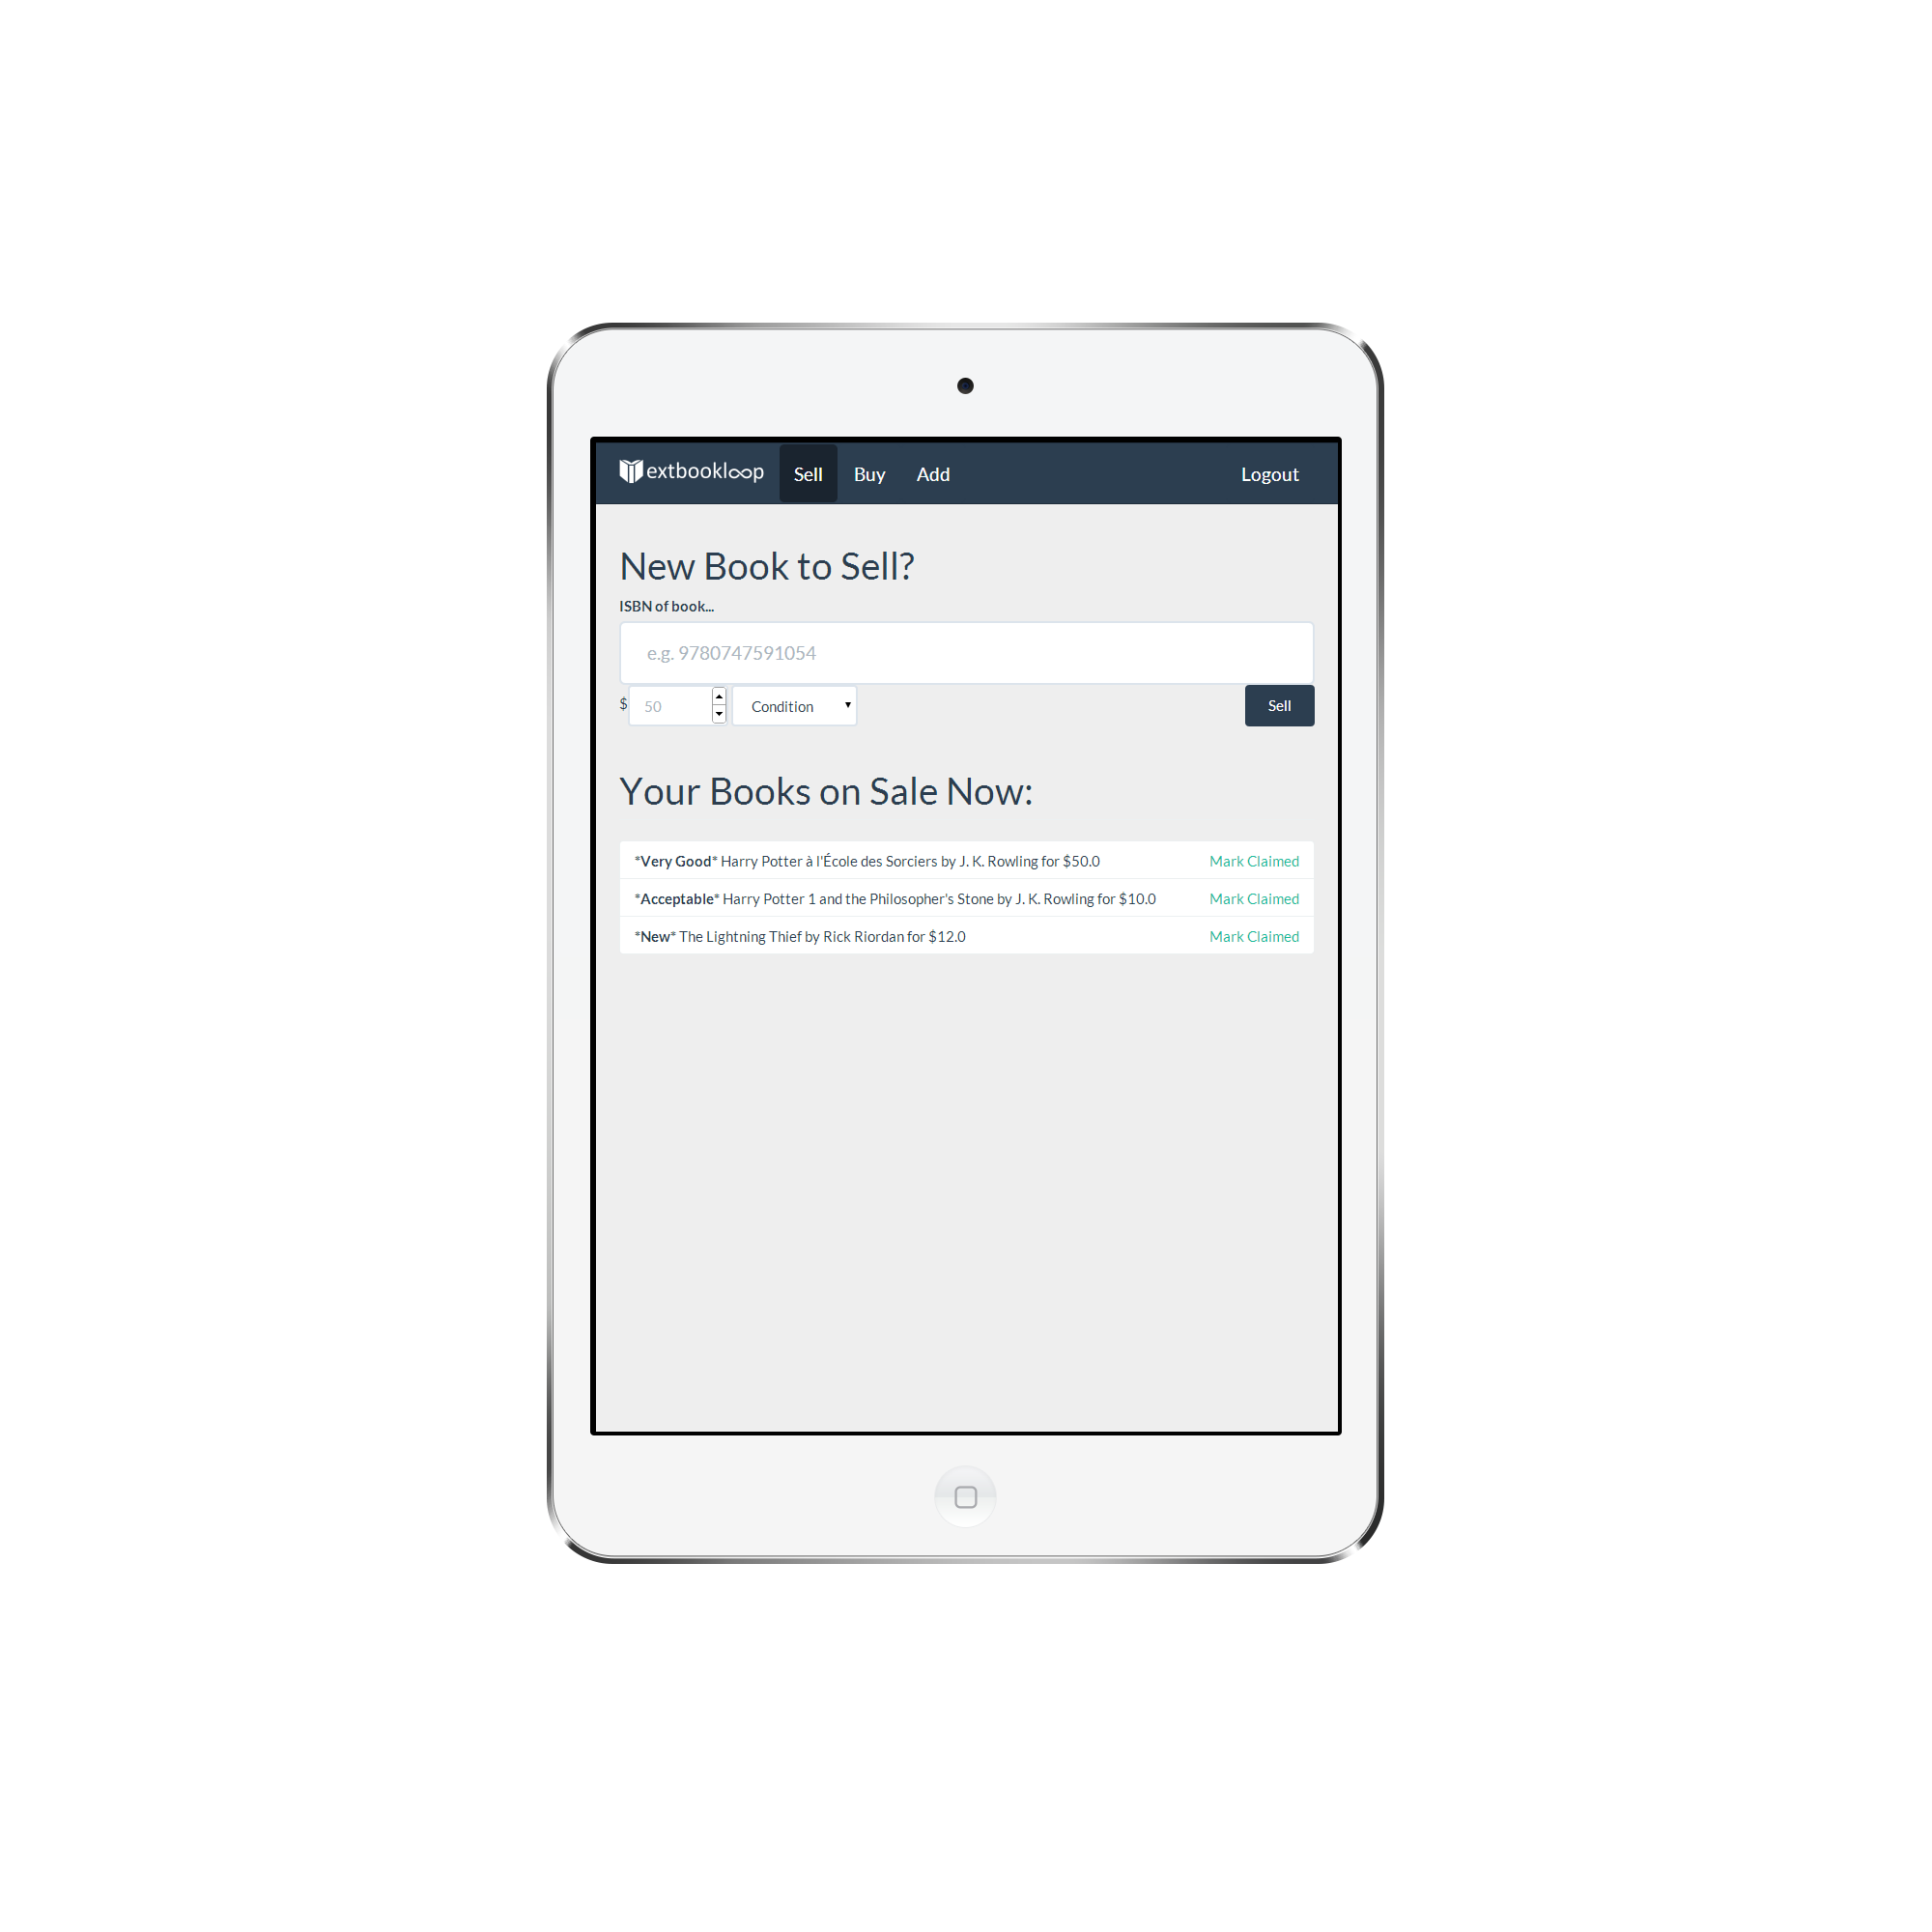 extbookloop Sell Buy Add Logout
New Book to Sell?
ISBN of book...
e.g. 9780747591054
$ 50 Condition Sell
Your Books on Sale Now:
*Very Good* Harry Potter à l'École des Sorciers by J. K. Rowling for $50.0 Mark Claimed
*Acceptable* Harry Potter 1 and the Philosopher's Stone by J. K. Rowling for $10.0 Mark Claimed
*New* The Lightning Thief by Rick Riordan for $12.0 Mark Claimed